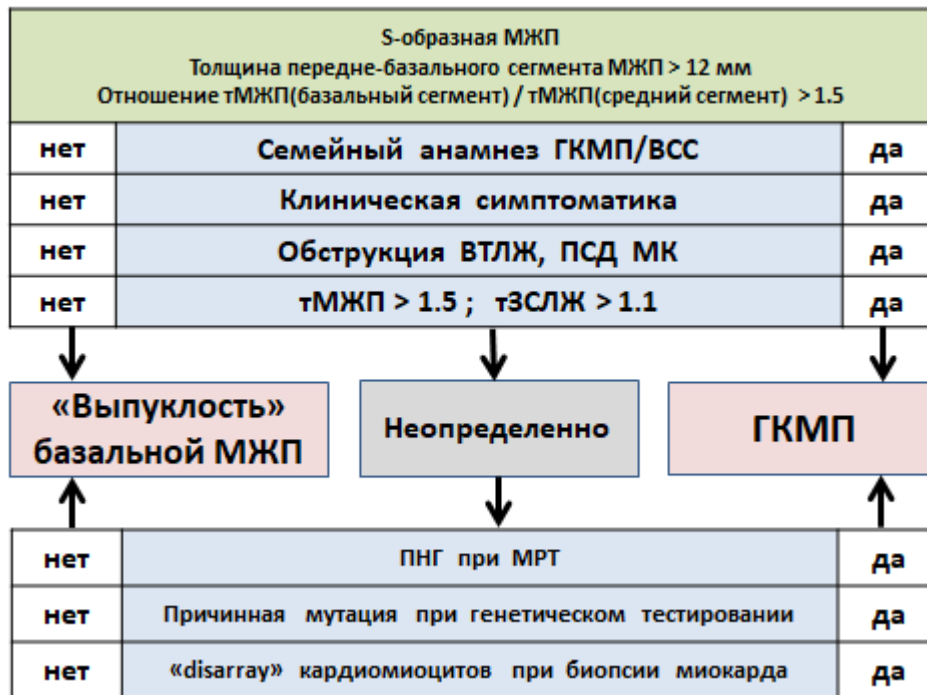 S-образная МЖП
Толщина передне-базального сегмента МЖП > 12 мм
Отношение тМЖП(базальный сегмент) / тМЖП(средний сегмент) > 1.5
нет Семейный анамнез ГКМП/ВСС да
нет Клиническая симптоматика да
нет Обструкция ВТЛЖ, ПСД МК да
нет тМЖП > 1.5 ; тЗСЛЖ > 1.1 да
«Выпуклость»
базальной МЖП
Неопределенно
ГКМП
нет ПНГ при МРТ да
нет Причинная мутация при генетическом тестировании да
нет «disarray» кардиомиоцитов при биопсии миокарда да